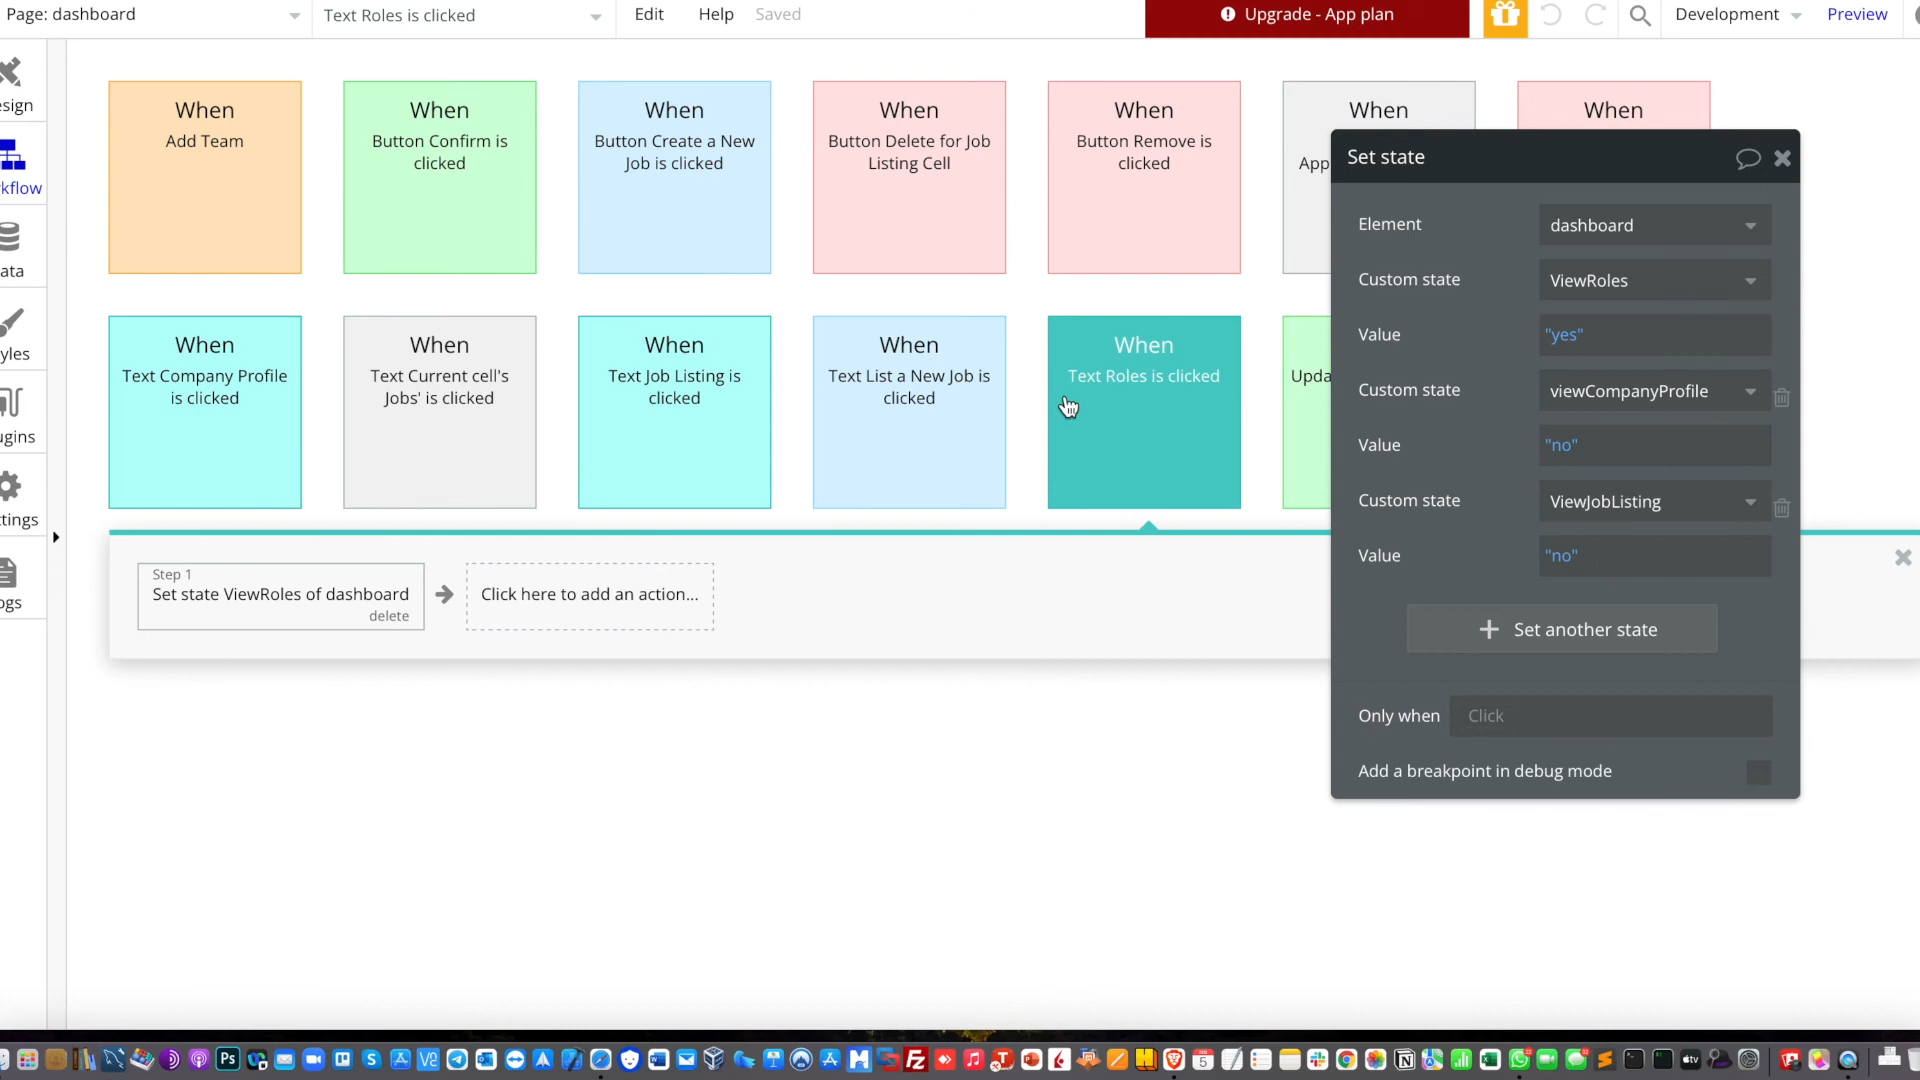 Page: dashboard
Text Roles is clicked
Edit
Help
Saved
Upgrade - App plan
Development
Preview
esign
kflow
ata
yles
ugins
ttings
ogs
When
Add Team
When
Button Confirm is
clicked
When
Button Create a New
Job is clicked
When
Button Delete for Job
Listing Cell
When
Button Remove is
clicked
When
App
When
When
Text Company Profile
is clicked
When
Text Current cell's
Jobs' is clicked
When
Text Job Listing is
clicked
When
Text List a New Job is
clicked
When
Text Roles is clicked
Upda
Step 1
Set state ViewRoles of dashboard
delete
Click here to add an action...
Set state
Element
dashboard
Custom state
ViewRoles
Value
"yes"
Custom state
viewCompanyProfile
Value
"no"
Custom state
ViewJobListing
Value
"no"
Set another state
Only when
Click
Add a breakpoint in debug mode